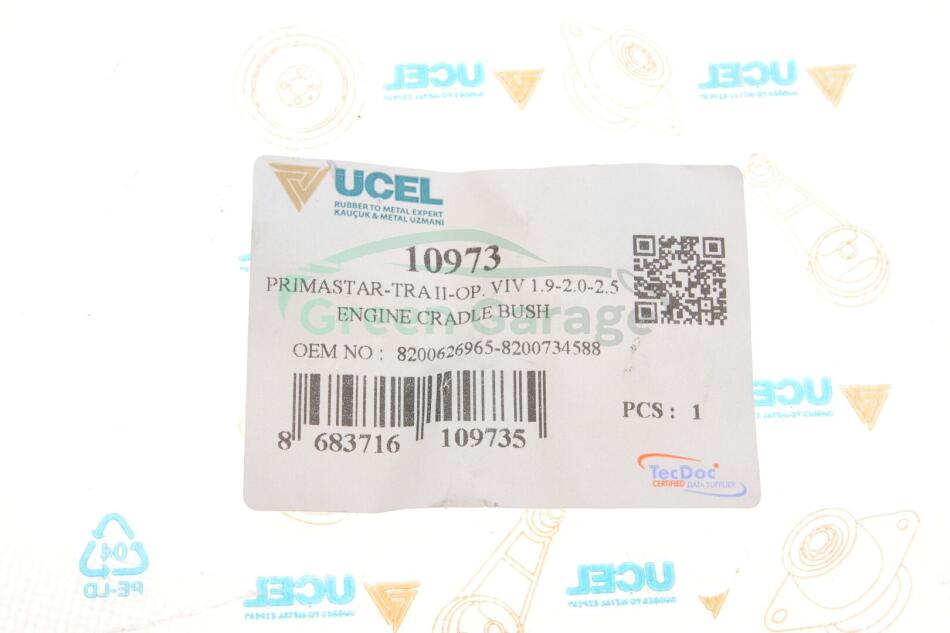 UCEL
UCEL
UÇEL
RUBBER TO METAL EXPERT
KAUÇUK & METAL UZMANI
10973
PRIMASTAR-TRA II-OP. VIV 1.9-2.0-2.5
ENGINE CRADLE BUSH
Green Garage
OEM NO : 8200626965-8200734588
8 683716 109735
PCS : 1
TecDoc
CERTIFIED DATA SUPPLIER
UCEL
04
PE-LD
UCEL
UCEL